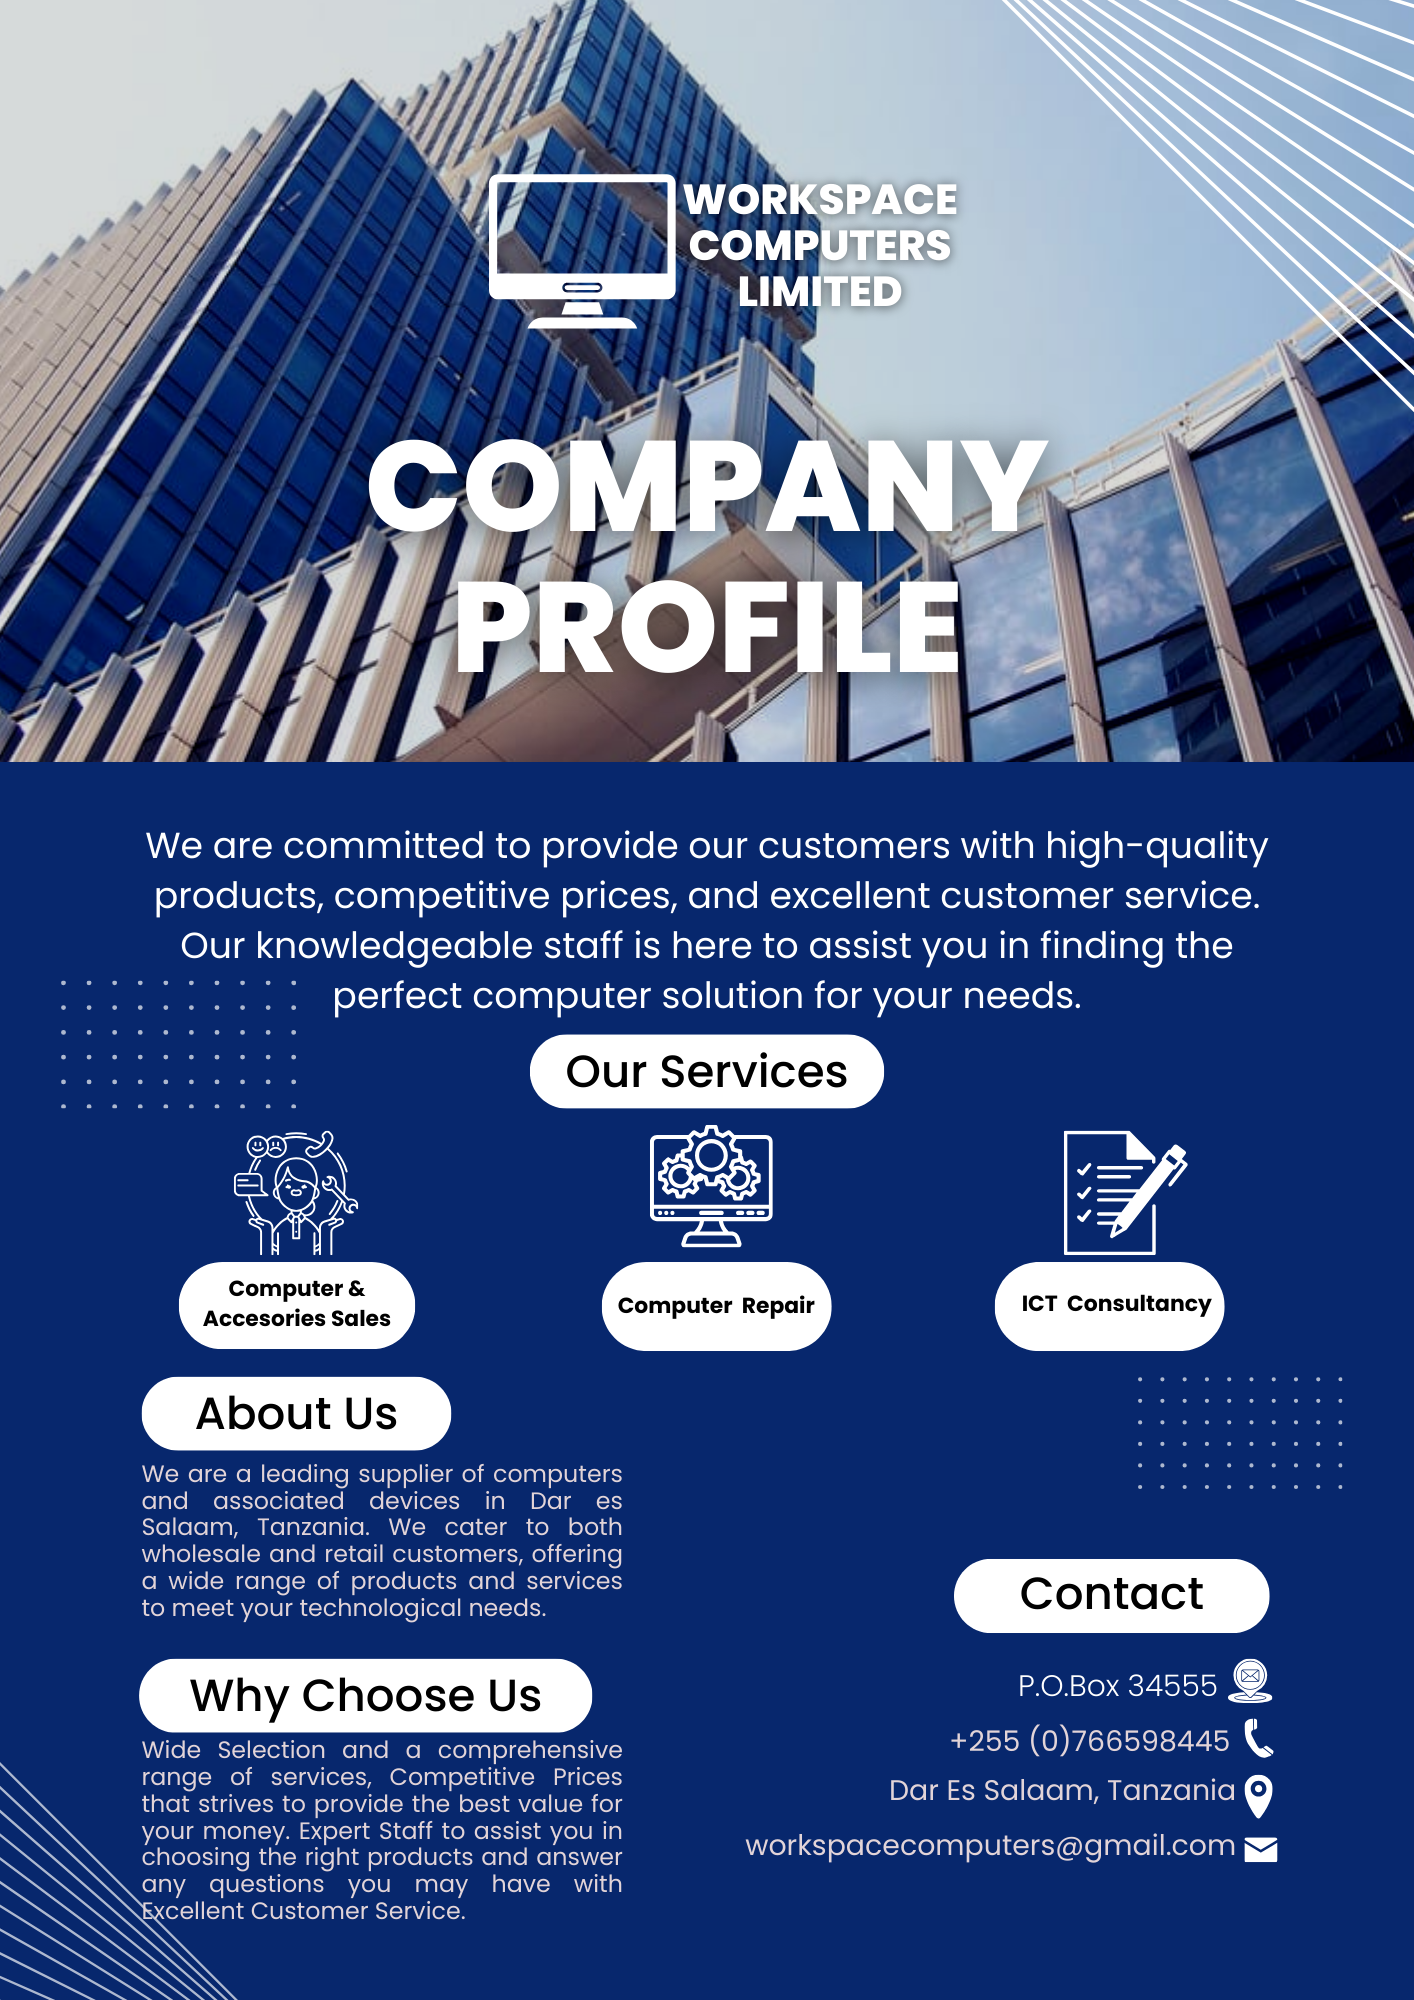 WORKSPACE
COMPUTERS
LIMITED
COMPANY
PROFILE
We are committed to provide our customers with high-quality
products, competitive prices, and excellent customer service.
Our knowledgeable staff is here to assist you in finding the
perfect computer solution for your needs.
Our Services
Computer &
Accesories Sales
Computer Repair
ICT Consultancy
About Us
We are a leading supplier of computers
and associated devices in Dar es
Salaam, Tanzania. We cater to both
wholesale and retail customers, offering
a wide range of products and services
to meet your technological needs.
Why Choose Us
Wide Selection and a comprehensive
range of services, Competitive Prices
that strives to provide the best value for
your money. Expert Staff to assist you in
choosing the right products and answer
any questions you may have with
Excellent Customer Service.
Contact
P.O.Box 34555
+255 (0)766598445
Dar Es Salaam, Tanzania
workspacecomputers@gmail.com